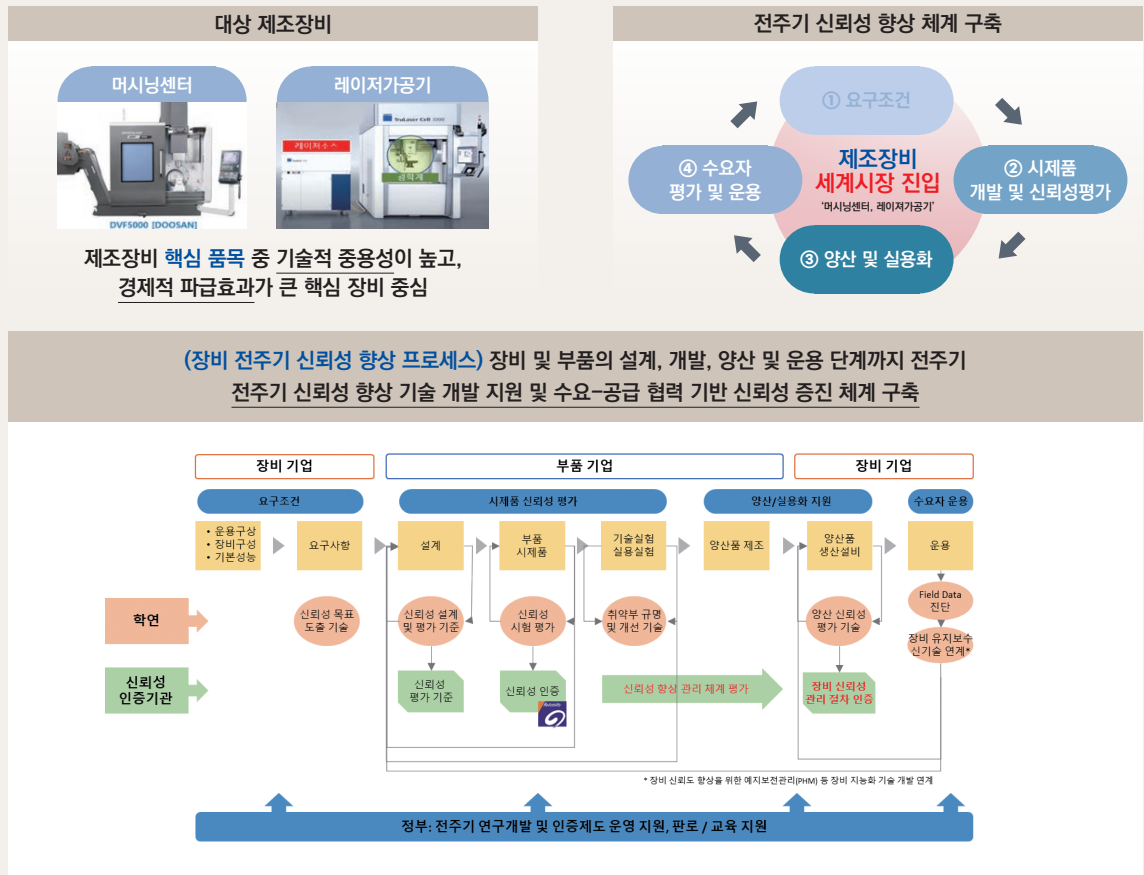 대상 제조장비
머시닝센터
레이저가공기
TruLaser Cell 3000
레이저소스
광학계
DVF5000 [DOOSAN]
제조장비 핵심 품목 중 기술적 중용성이 높고,
경제적 파급효과가 큰 핵심 장비 중심
전주기 신뢰성 향상 체계 구축
① 요구조건
④ 수요자
평가 및 운용
제조장비
세계시장 진입
‘머시닝센터, 레이져가공기’
② 시제품
개발 및 신뢰성평가
③ 양산 및 실용화
(장비 전주기 신뢰성 향상 프로세스) 장비 및 부품의 설계, 개발, 양산 및 운용 단계까지 전주기
전주기 신뢰성 향상 기술 개발 지원 및 수요-공급 협력 기반 신뢰성 증진 체계 구축
장비 기업
부품 기업
장비 기업
요구조건
시제품 신뢰성 평가
양산/실용화 지원
수요자 운용
• 운용구상
• 장비구성
• 기본성능
요구사항
설계
부품
시제품
기술실험
실용실험
양산품 제조
양산품
생산설비
운용
학연
신뢰성 목표
도출 기술
신뢰성 설계
및 평가 기준
신뢰성
시험 평가
취약부 규명
및 개선 기술
양산 신뢰성
평가 기술
Field Data
진단
장비 유지보수
신기술 연계*
신뢰성
인증기관
신뢰성
평가 기준
신뢰성 인증
신뢰성 향상 관리 체계 평가
장비 신뢰성
관리 절차 인증
* 장비 신뢰도 향상을 위한 예지보전관리(PHM) 등 장비 지능화 기술 개발 연계
정부: 전주기 연구개발 및 인증제도 운영 지원, 판로 / 교육 지원